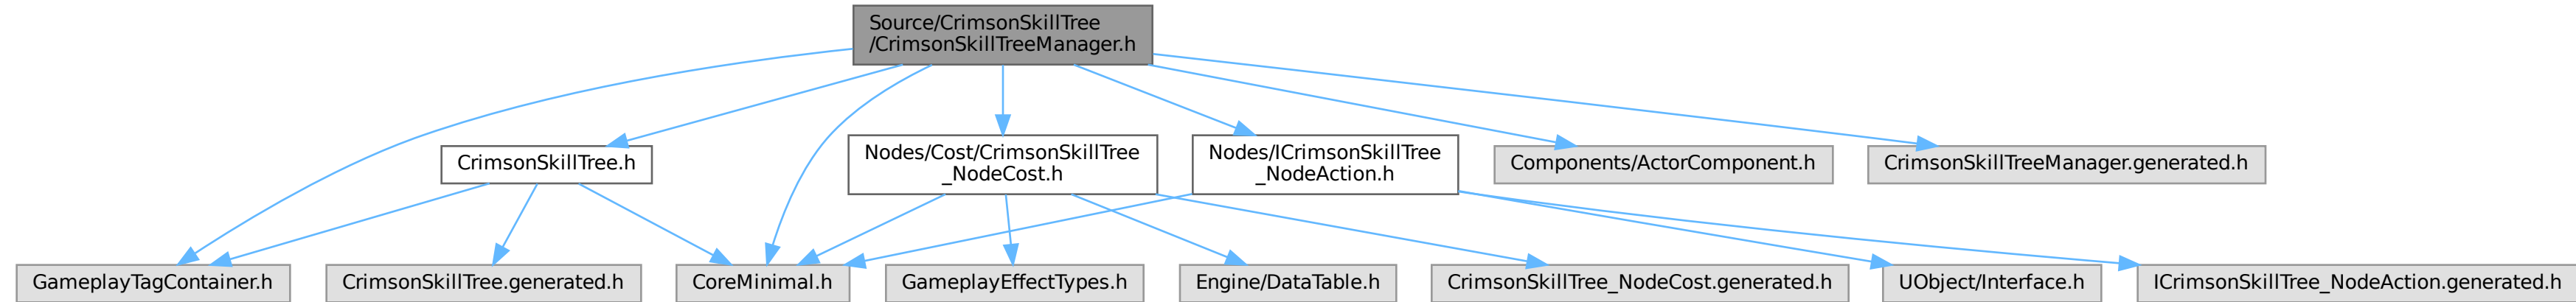 Source/CrimsonSkillTree
/CrimsonSkillTreeManager.h
CrimsonSkillTree.h
Nodes/Cost/CrimsonSkillTree
_NodeCost.h
Nodes/ICrimsonSkillTree
_NodeAction.h
Components/ActorComponent.h
CrimsonSkillTreeManager.generated.h
GameplayTagContainer.h
CrimsonSkillTree.generated.h
CoreMinimal.h
GameplayEffectTypes.h
Engine/DataTable.h
CrimsonSkillTree_NodeCost.generated.h
UObject/Interface.h
ICrimsonSkillTree_NodeAction.generated.h